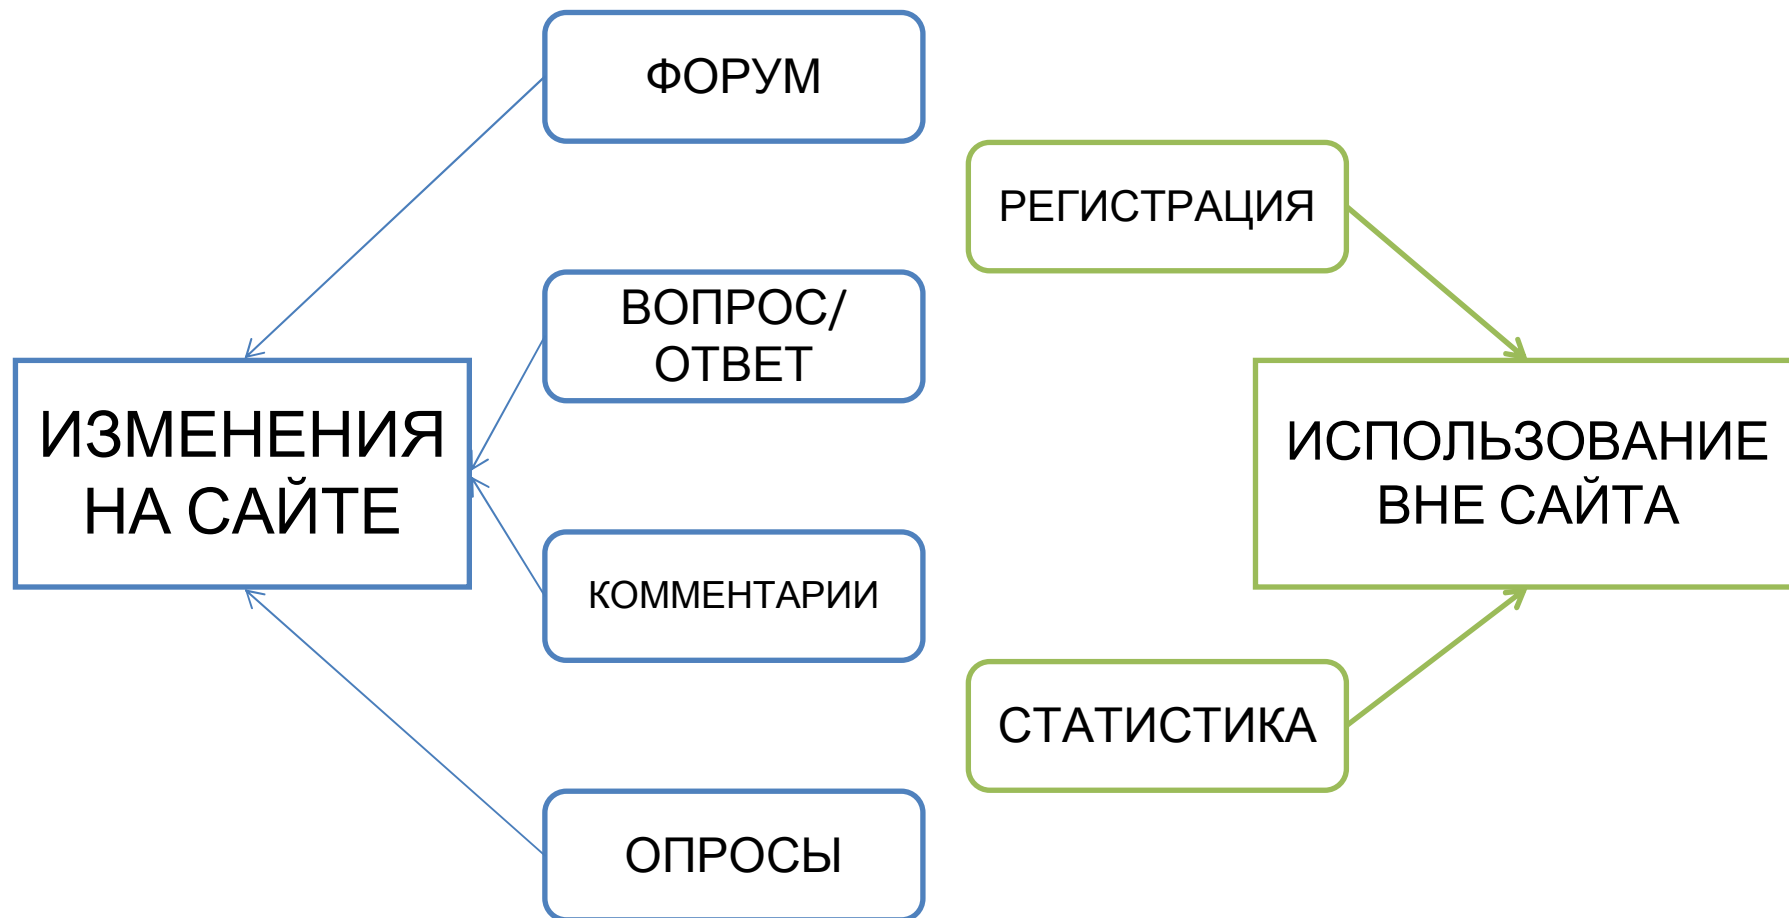 ФОРУМ
РЕГИСТРАЦИЯ
ВОПРОС/
ОТВЕТ
ИЗМЕНЕНИЯ
НА САЙТЕ
ИСПОЛЬЗОВАНИЕ
ВНЕ САЙТА
КОММЕНТАРИИ
СТАТИСТИКА
ОПРОСЫ